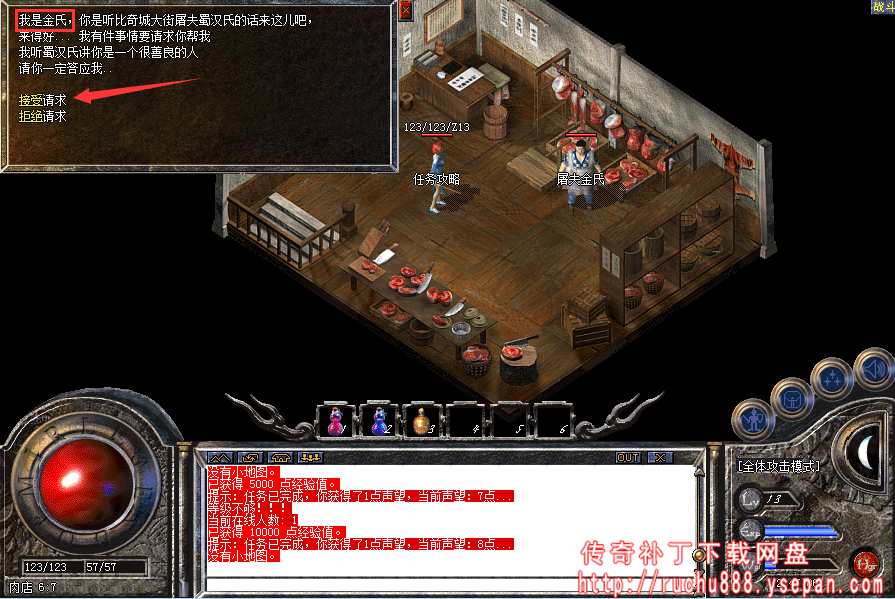 我是金氏，你是听比奇城大街屠夫蜀汉氏的话来这儿吧，
来得好... 我有件事情要请求你帮我
我听蜀汉氏讲你是一个很善良的人
请你一定答应我..
接受请求
拒绝请求
战斗
123/123/Z13
任务攻略
屠夫金氏
1 2 3 4 5 6
OUT
没有小地图。
已获得 5000 点经验值。
提示：任务已完成，你获得了1点声望，当前声望：7点...
等级不够！！！
当前在线人数：1
已获得 10000 点经验值。
提示：任务已完成，你获得了1点声望，当前声望：8点...
没有小地图。
[全体攻击模式]
Lv 13
123/123 57/57
肉店 6:7
传奇补丁下载网盘
http://ruchu888.ysepan.com